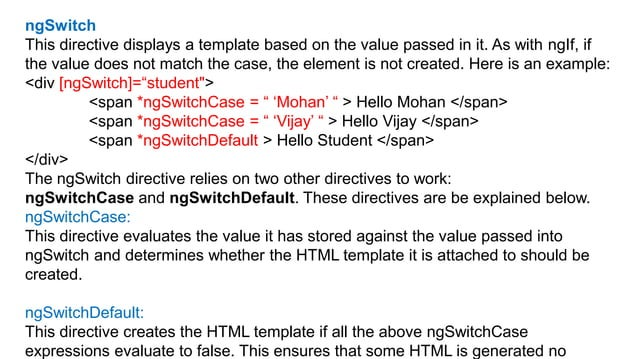 ngSwitch
This directive displays a template based on the value passed in it. As with ngIf, if
the value does not match the case, the element is not created. Here is an example:
<div [ngSwitch]=“student">
<span *ngSwitchCase = “ ‘Mohan’ “ > Hello Mohan </span>
<span *ngSwitchCase = “ ‘Vijay’ “ > Hello Vijay </span>
<span *ngSwitchDefault > Hello Student </span>
</div>
The ngSwitch directive relies on two other directives to work:
ngSwitchCase and ngSwitchDefault. These directives are be explained below.
ngSwitchCase:
This directive evaluates the value it has stored against the value passed into
ngSwitch and determines whether the HTML template it is attached to should be
created.
ngSwitchDefault:
This directive creates the HTML template if all the above ngSwitchCase
expressions evaluate to false. This ensures that some HTML is generated no